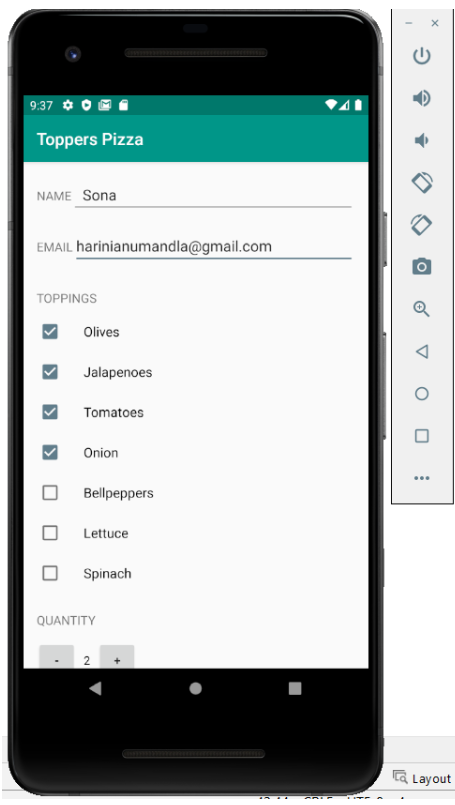 9:37
Toppers Pizza
NAME Sona
EMAIL harinianumandla@gmail.com
TOPPINGS
Olives
Jalapenoes
Tomatoes
Onion
Bellpeppers
Lettuce
Spinach
QUANTITY
- 2 +
Layout